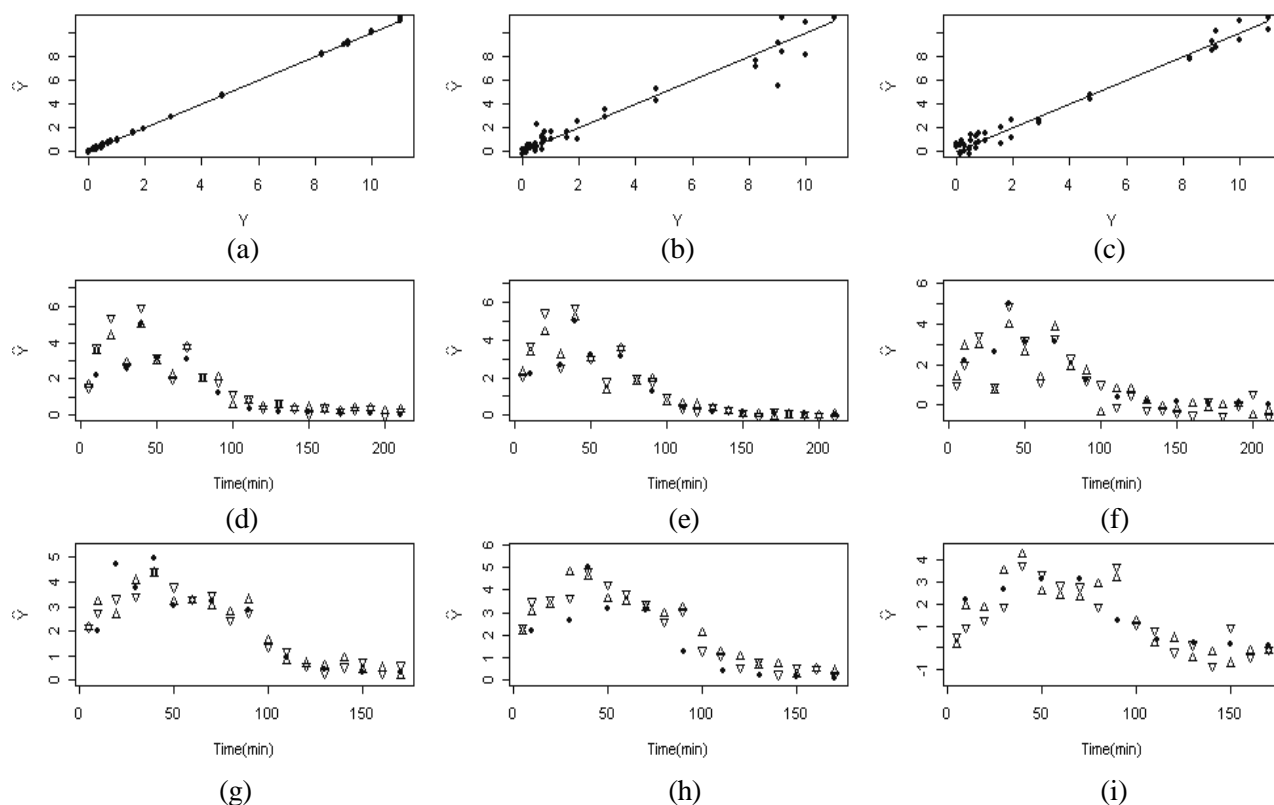 Ŷ 0 2 4 6 8
0 2 4 6 8 10
Y
(a)
Ŷ 0 2 4 6 8
0 2 4 6 8 10
Y
(b)
Ŷ 0 2 4 6 8
0 2 4 6 8 10
Y
(c)
Ŷ 0 2 4 6
0 50 100 150 200
Time(min)
(d)
Ŷ 0 2 4 6
0 50 100 150 200
Time(min)
(e)
Ŷ 0 2 4 6
0 50 100 150 200
Time(min)
(f)
Ŷ 0 1 2 3 4 5
0 50 100 150
Time(min)
(g)
Ŷ 0 1 2 3 4 5 6
0 50 100 150
Time(min)
(h)
Ŷ -1 1 2 3 4
0 50 100 150
Time(min)
(i)